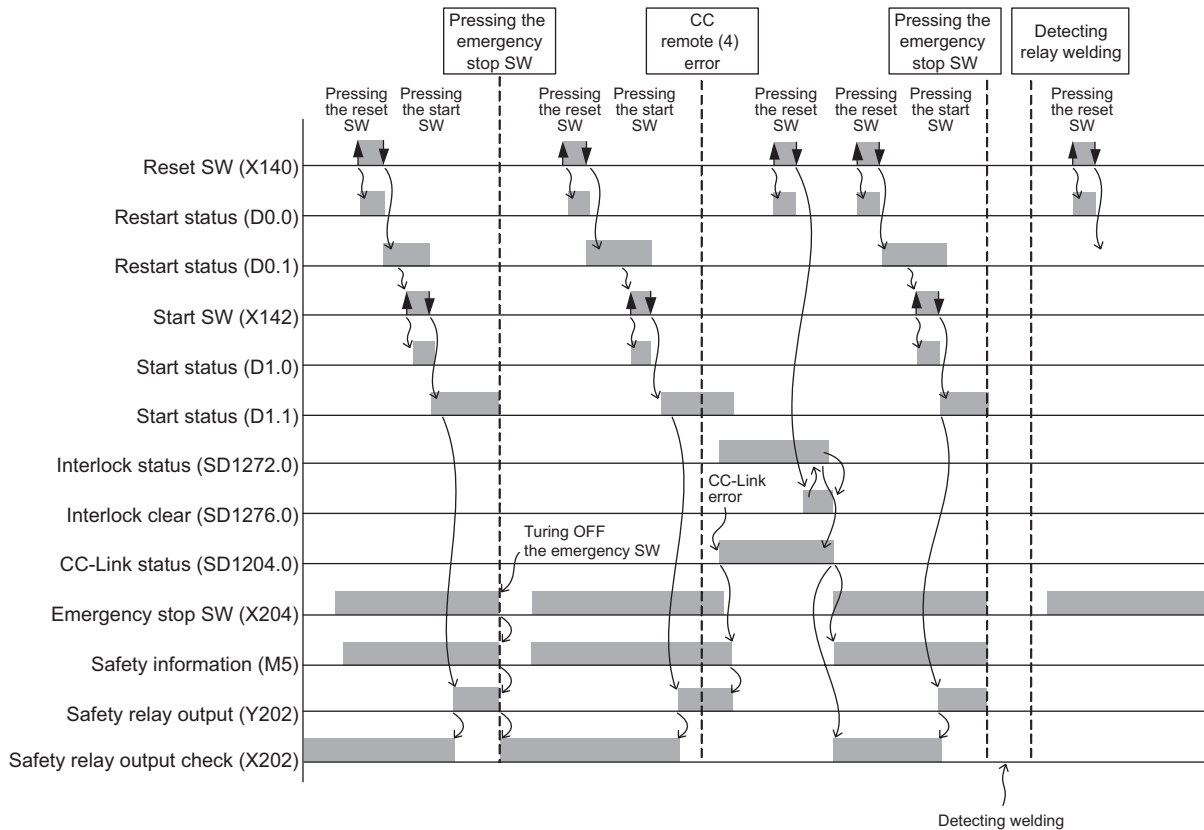 Pressing the
emergency
stop SW
CC
remote (4)
error
Pressing the
emergency
stop SW
Detecting
relay welding
Pressing
the reset
SW
Pressing
the start
SW
Pressing
the reset
SW
Pressing
the start
SW
Pressing
the reset
SW
Pressing
the reset
SW
Pressing
the start
SW
Pressing
the reset
SW
Reset SW (X140)
Restart status (D0.0)
Restart status (D0.1)
Start SW (X142)
Start status (D1.0)
Start status (D1.1)
Interlock status (SD1272.0)
CC-Link
error
Interlock clear (SD1276.0)
Turing OFF
the emergency SW
CC-Link status (SD1204.0)
Emergency stop SW (X204)
Safety information (M5)
Safety relay output (Y202)
Safety relay output check (X202)
Detecting welding